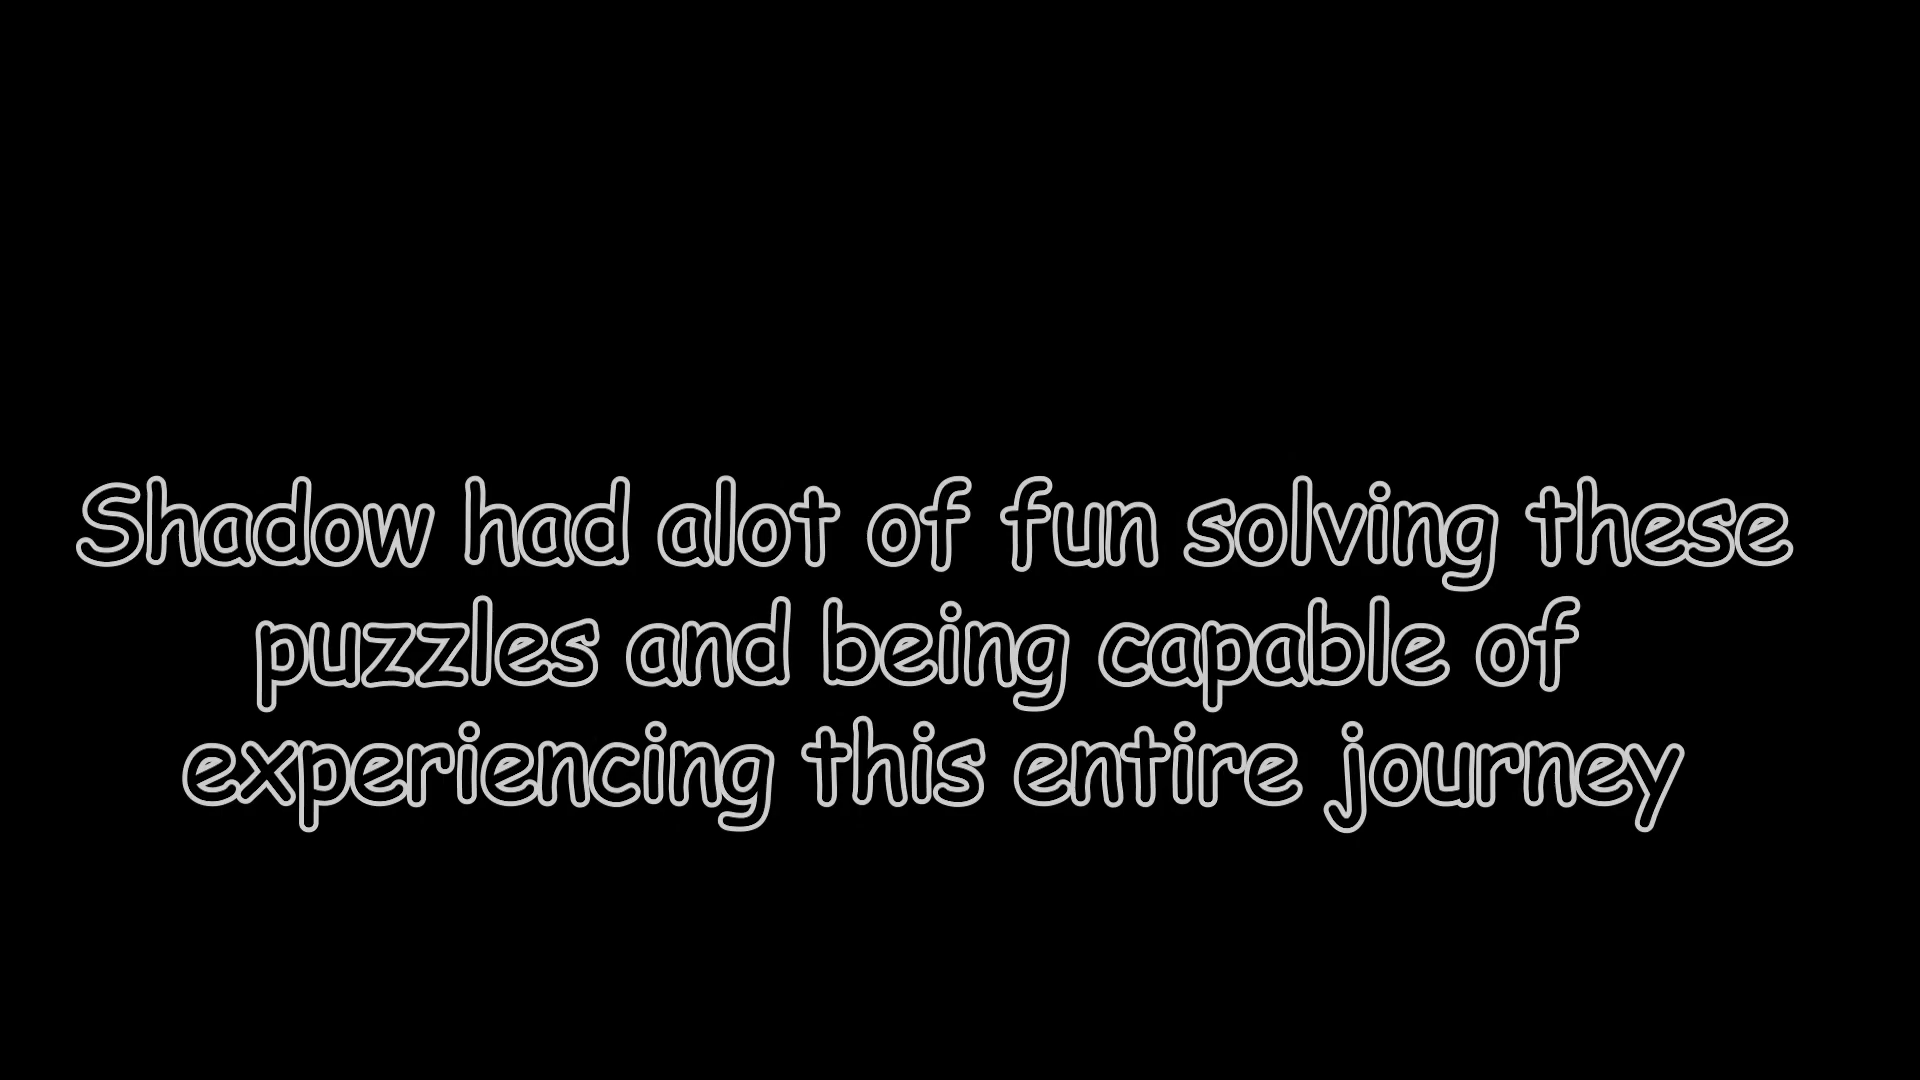 Shadow had alot of fun solving these
puzzles and being capable of
experiencing this entire journey